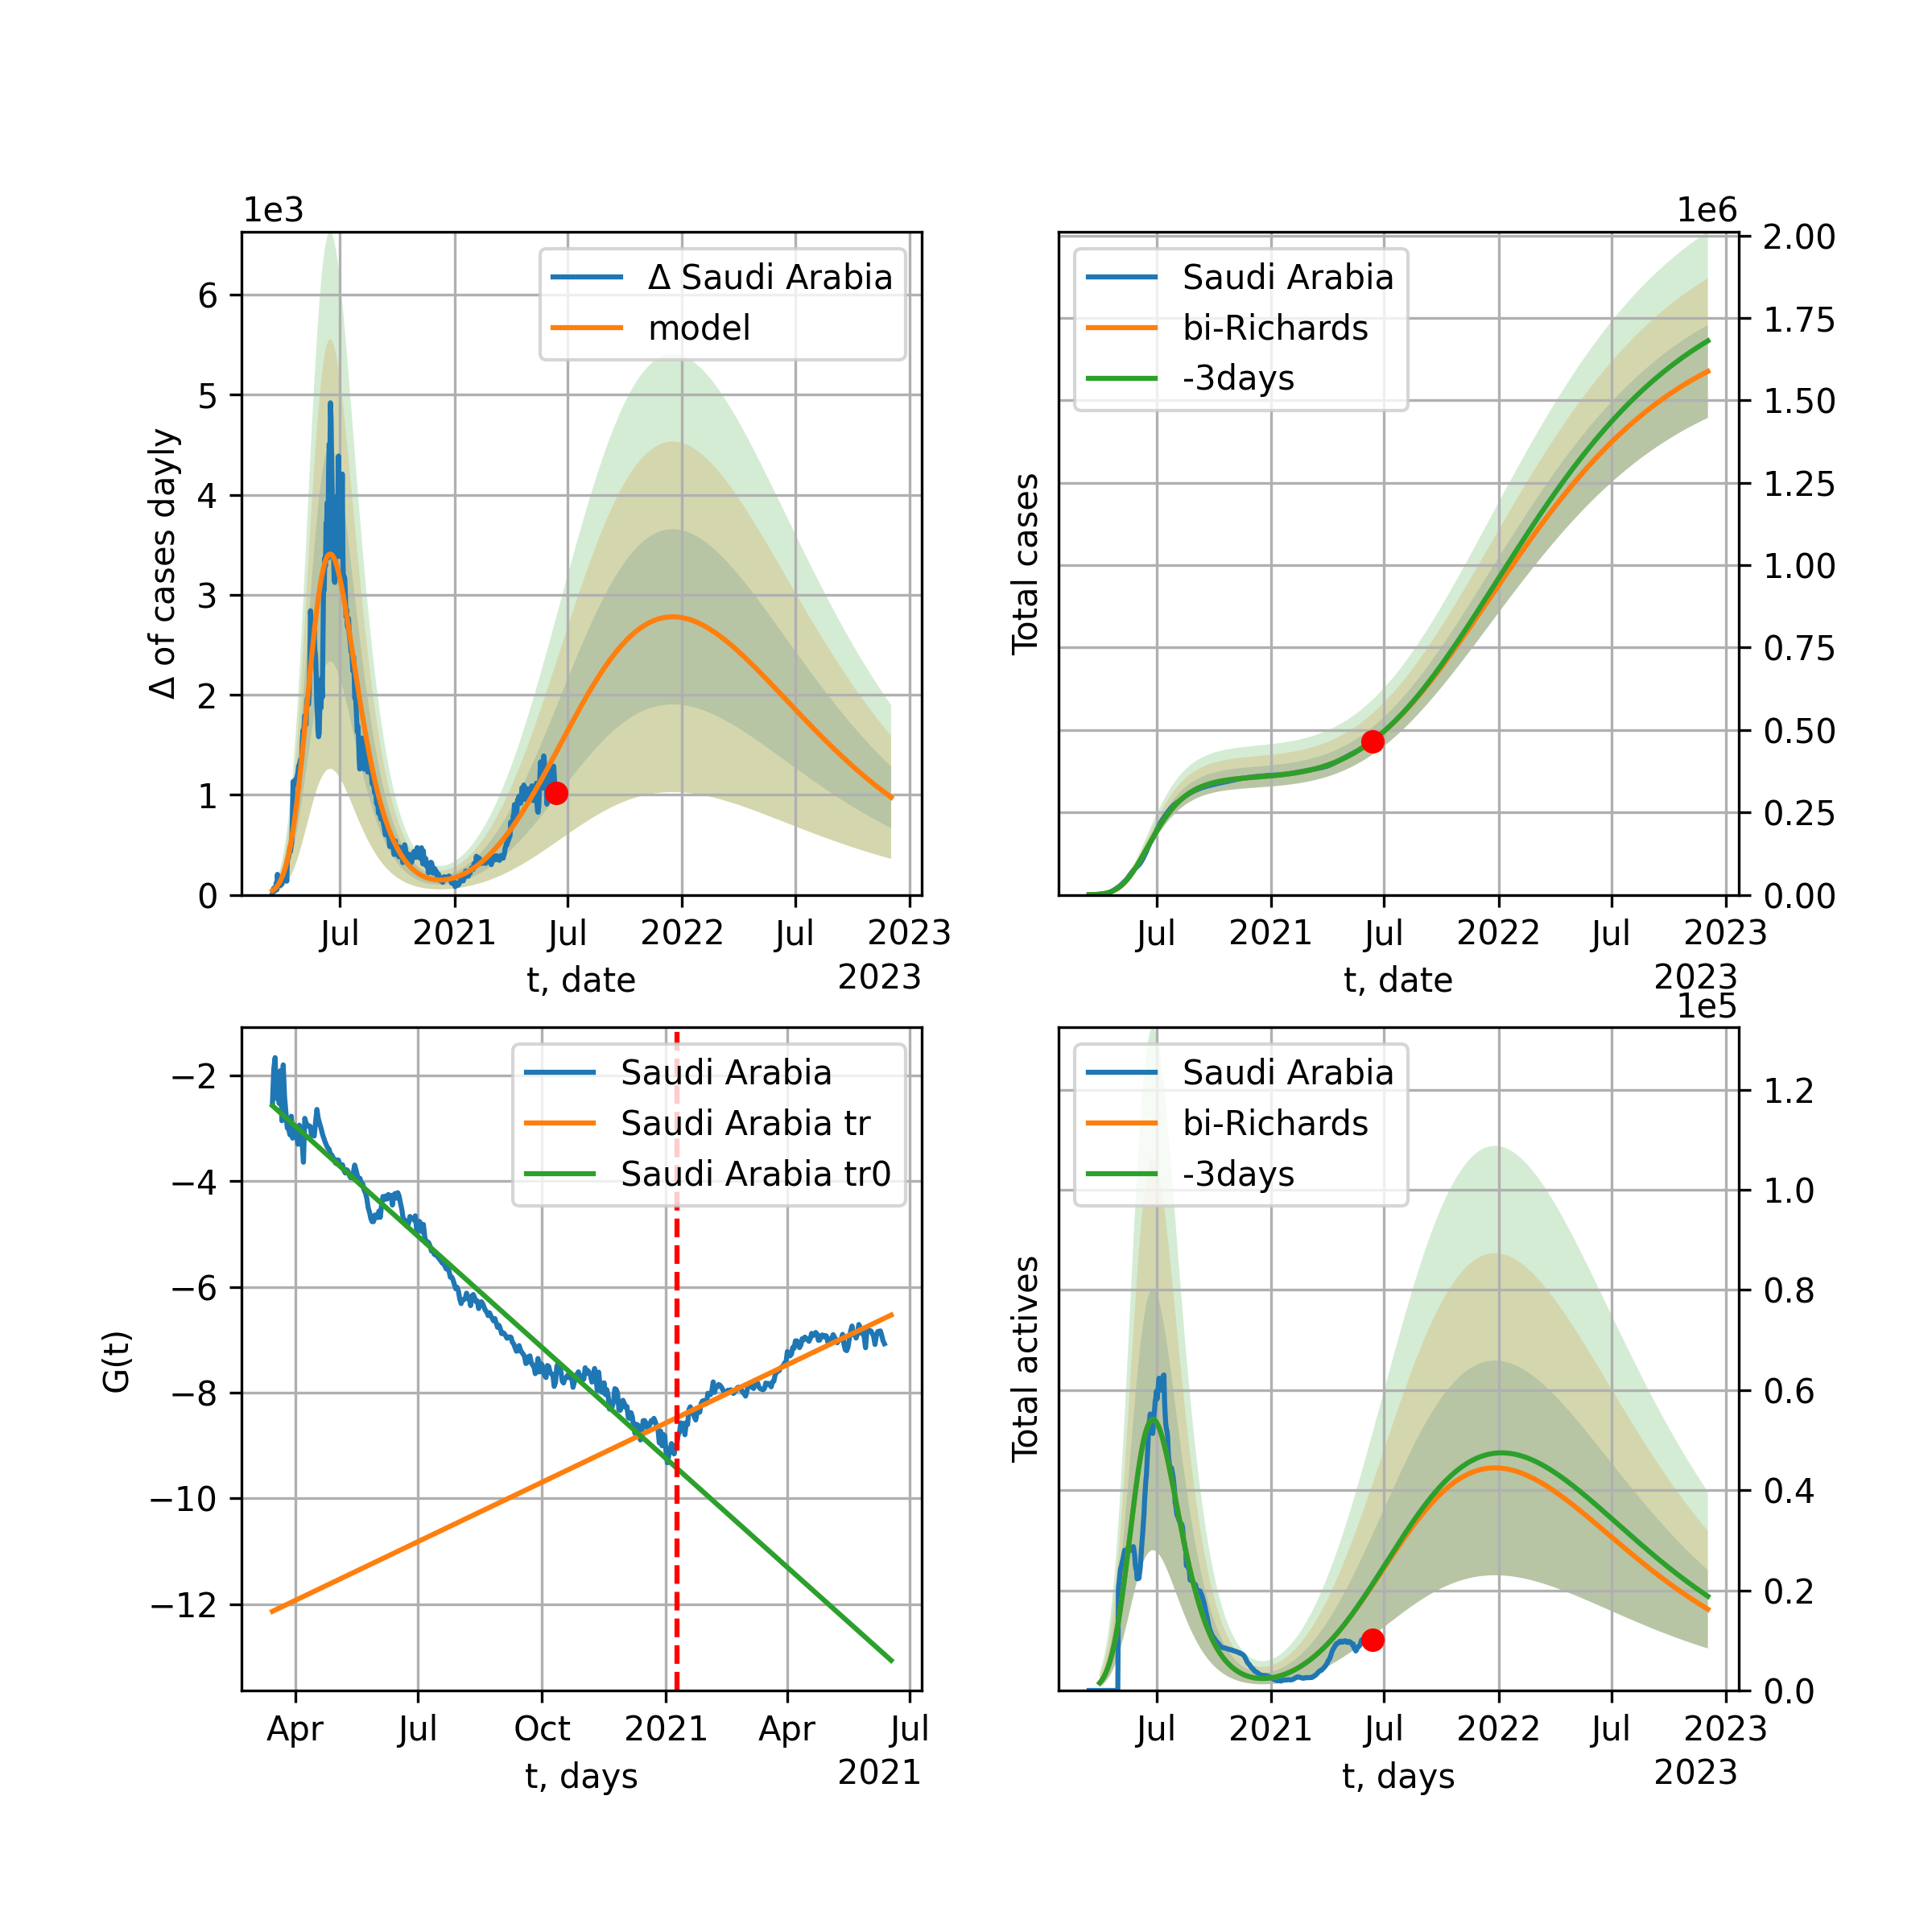 1e3
6
5
4
3
2
1
0
Δ of cases dayly
Δ Saudi Arabia
model
Jul
2021
Jul
2022
Jul
2023
t, date
2023
1e6
2.00
1.75
1.50
1.25
1.00
0.75
0.50
0.25
0.00
Total cases
Saudi Arabia
bi-Richards
-3days
Jul
2021
Jul
2022
Jul
2023
t, date
2023
−2
−4
−6
−8
−10
−12
G(t)
Saudi Arabia
Saudi Arabia tr
Saudi Arabia tr0
Apr
Jul
Oct
2021
Apr
Jul
t, days
2021
1e5
1.2
1.0
0.8
0.6
0.4
0.2
0.0
Total actives
Saudi Arabia
bi-Richards
-3days
Jul
2021
Jul
2022
Jul
2023
t, days
2023